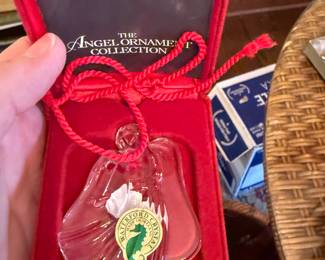 THE
ANGEL ORNAMENT
COLLECTION
WATERFORD CRYSTAL